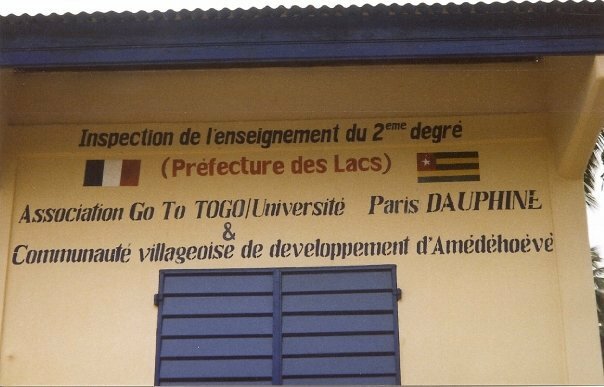 Inspection de l'enseignement du 2eme degré
(Préfecture des Lacs)
Association Go To TOGO/Université Paris DAUPHINE
&
Communauté villageoise de developpement d'Amédéhoévé